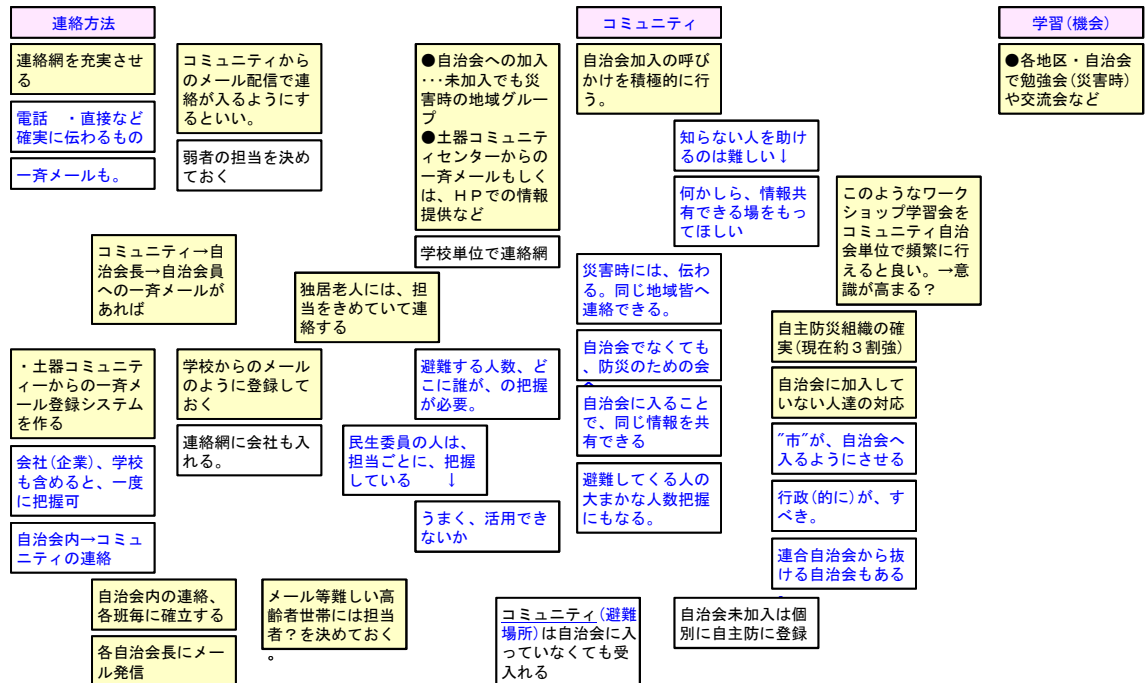 連絡方法
連絡網を充実させ
る
電話　・直接など
確実に伝わるもの
一斉メールも。
コミュニティから
のメール配信で連
絡が入るようにす
るといい。
弱者の担当を決め
ておく
コミュニティ→自
治会長→自治会員
への一斉メールが
あれば
・土器コミュニテ
ィーからの一斉メ
ール登録システム
を作る
会社(企業)、学校
も含めると、一度
に把握可
自治会内→コミュ
ニティの連絡
学校からのメール
のように登録して
おく
連絡網に会社も入
れる。
自治会内の連絡、
各班毎に確立する
各自治会長にメー
ル発信
メール等難しい高
齢者世帯には担当
者？を決めておく
。
独居老人には、担
当をきめていて連
絡する
●自治会への加入
･･･未加入でも災
害時の地域グルー
プ
●土器コミュニテ
ィセンターからの
一斉メールもしく
は、ＨＰでの情報
提供など
学校単位で連絡網
避難する人数、ど
こに誰が、の把握
が必要。
民生委員の人は、
担当ごとに、把握
している　　↓
うまく、活用でき
ないか
コミュニティ
自治会加入の呼び
かけを積極的に行
う。
知らない人を助け
るのは難しい↓
何かしら、情報共
有できる場をもっ
てほしい
災害時には、伝わ
る。同じ地域皆へ
連絡できる。
自治会でなくても
、防災のための会
自治会に入ること
で、同じ情報を共
有できる
避難してくる人の
大まかな人数把握
にもなる。
コミュニティ(避難
場所)は自治会に入
っていなくても受
入れる
自治会未加入は個
別に自主防に登録
このようなワーク
ショップ学習会を
コミュニティ自治
会単位で頻繁に行
えると良い。→意
識が高まる？
自主防災組織の確
実(現在約３割強)
自治会に加入して
いない人達の対応
"市"が、自治会へ
入るようにさせる
行政(的に)が、す
べき。
連合自治会から抜
ける自治会もある
学習(機会)
●各地区・自治会
で勉強会(災害時)
や交流会など